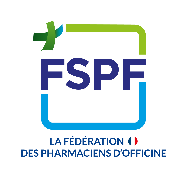 FSPF
LA FÉDÉRATION
DES PHARMACIENS D'OFFICINE